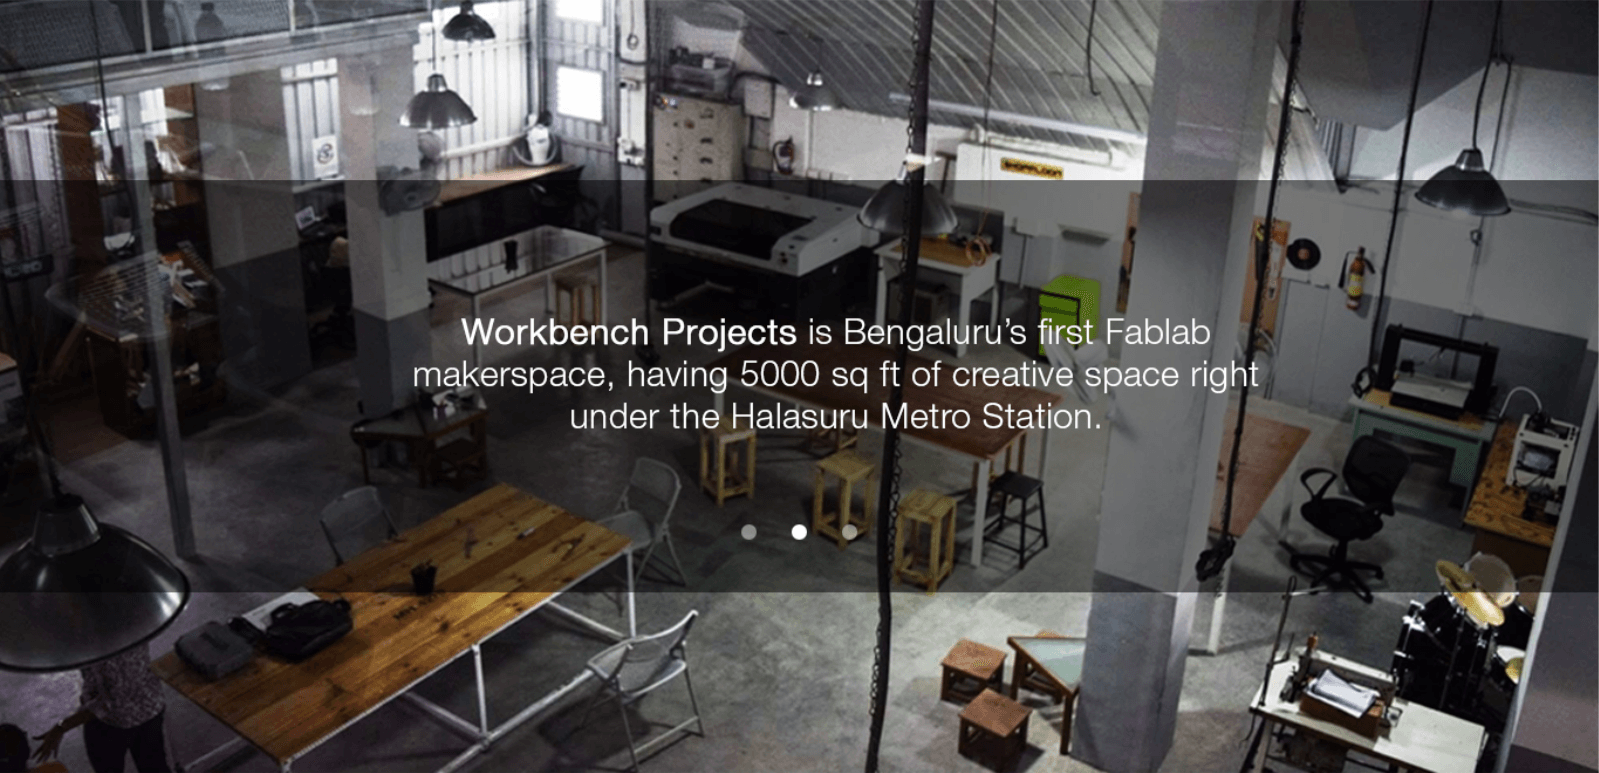 Workbench Projects is Bengaluru’s first Fablab
makerspace, having 5000 sq ft of creative space right
under the Halasuru Metro Station.